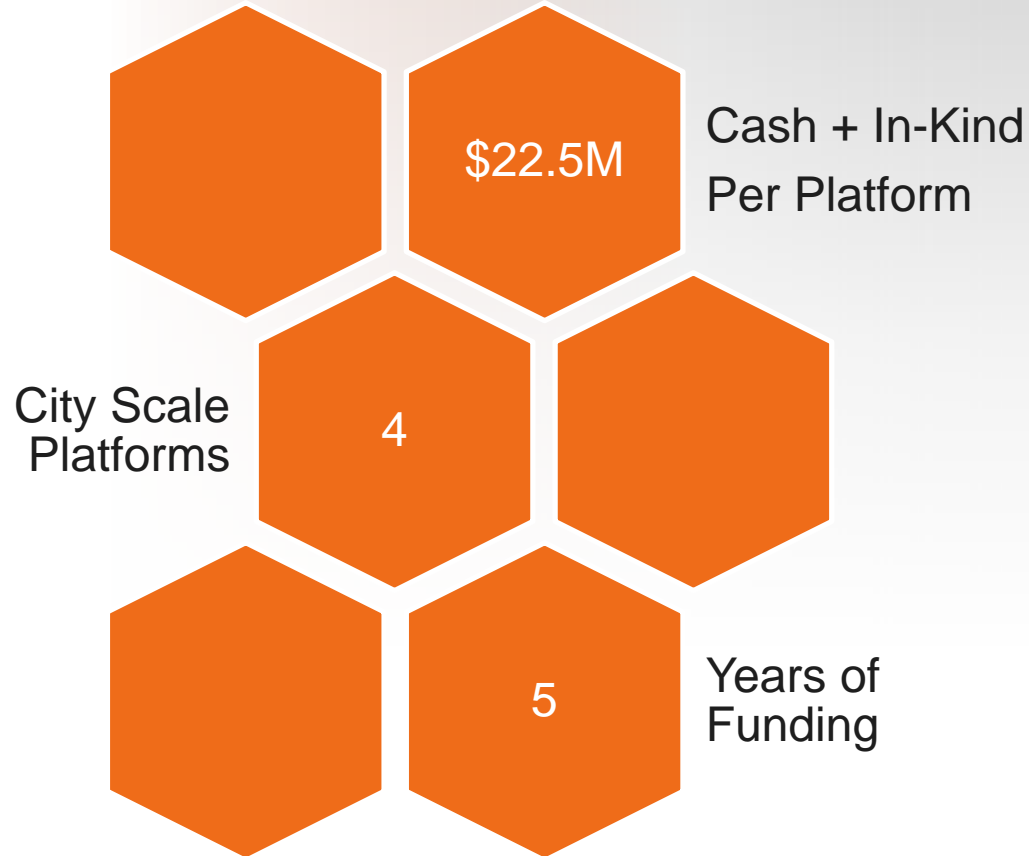 $22.5M
Cash + In-Kind
Per Platform
City Scale
Platforms
4
5
Years of
Funding